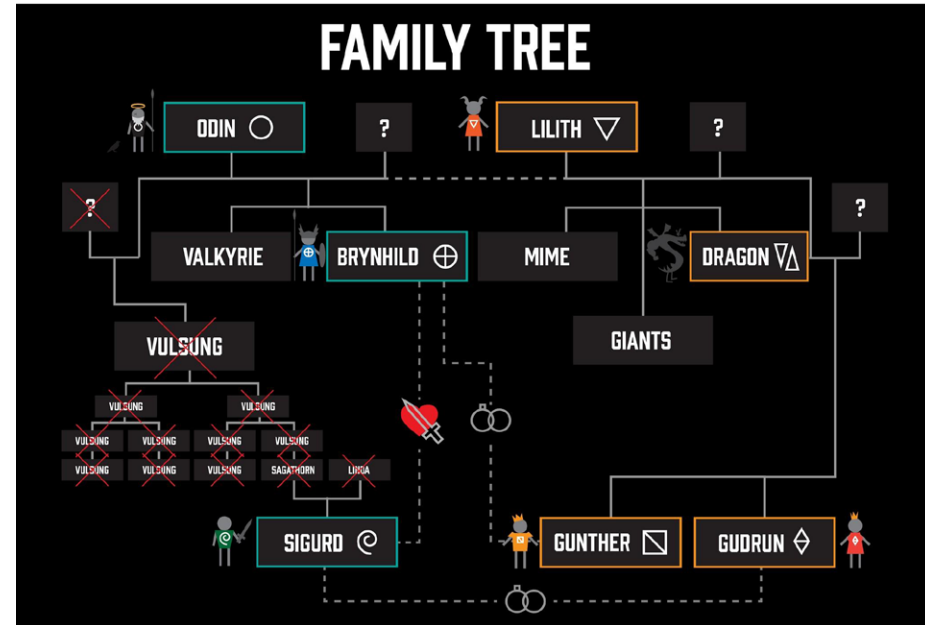 FAMILY TREE
ODIN
?
LILITH
?
?
?
VALKYRIE
BRYNHILD
MIME
DRAGON
VULSUNG
GIANTS
VULSUNG
VULSUNG
VULSUNG
VULSUNG
VULSUNG
VULSUNG
VULSUNG
VULSUNG
VULSUNG
SAGATHORN
SIGURD
GUNTHER
GUDRUN